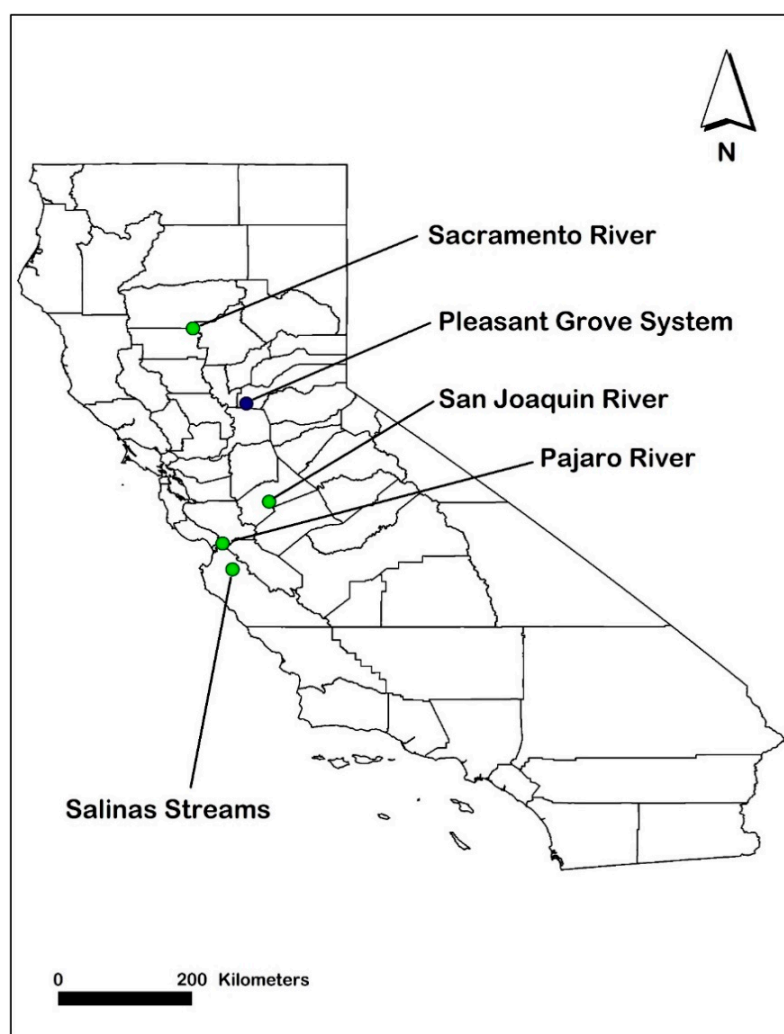 N
Sacramento River
Pleasant Grove System
San Joaquin River
Pajaro River
Salinas Streams
0 200 Kilometers